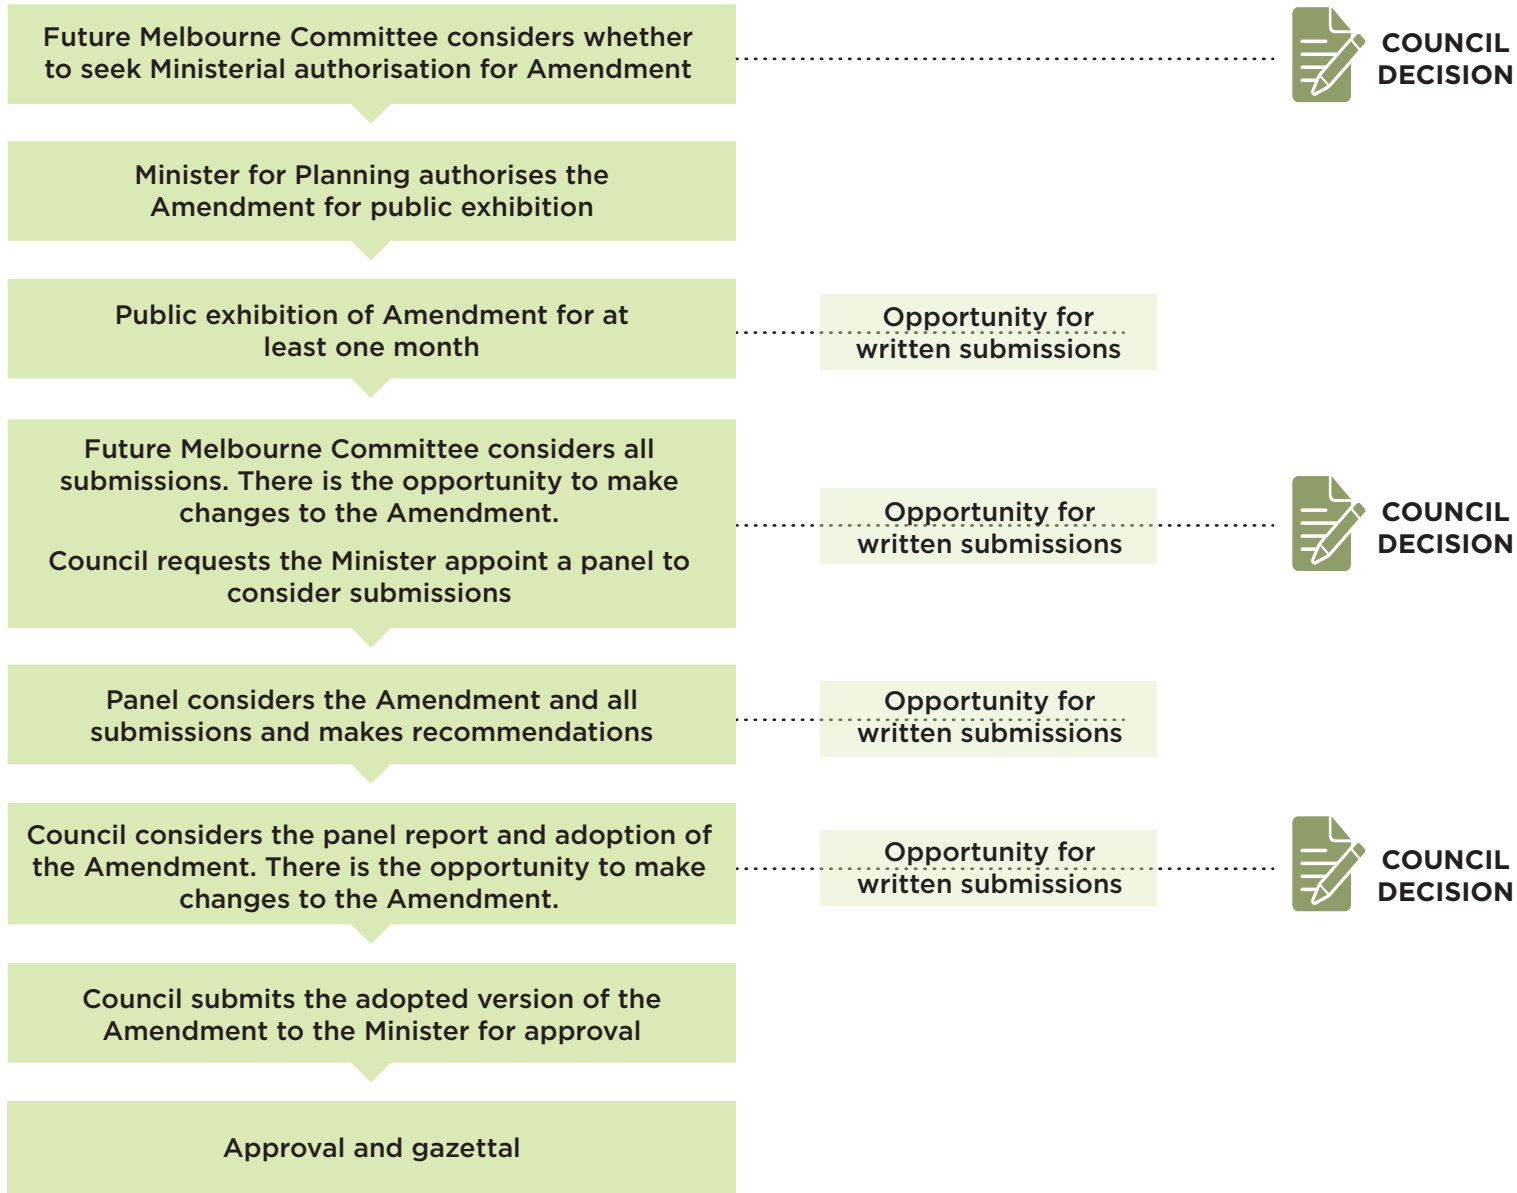 Future Melbourne Committee considers whether
to seek Ministerial authorisation for Amendment
COUNCIL
DECISION
Minister for Planning authorises the
Amendment for public exhibition
Public exhibition of Amendment for at
least one month
Opportunity for
written submissions
Future Melbourne Committee considers all
submissions. There is the opportunity to make
changes to the Amendment.
Council requests the Minister appoint a panel to
consider submissions
Opportunity for
written submissions
COUNCIL
DECISION
Panel considers the Amendment and all
submissions and makes recommendations
Opportunity for
written submissions
Council considers the panel report and adoption of
the Amendment. There is the opportunity to make
changes to the Amendment.
Opportunity for
written submissions
COUNCIL
DECISION
Council submits the adopted version of the
Amendment to the Minister for approval
Approval and gazettal